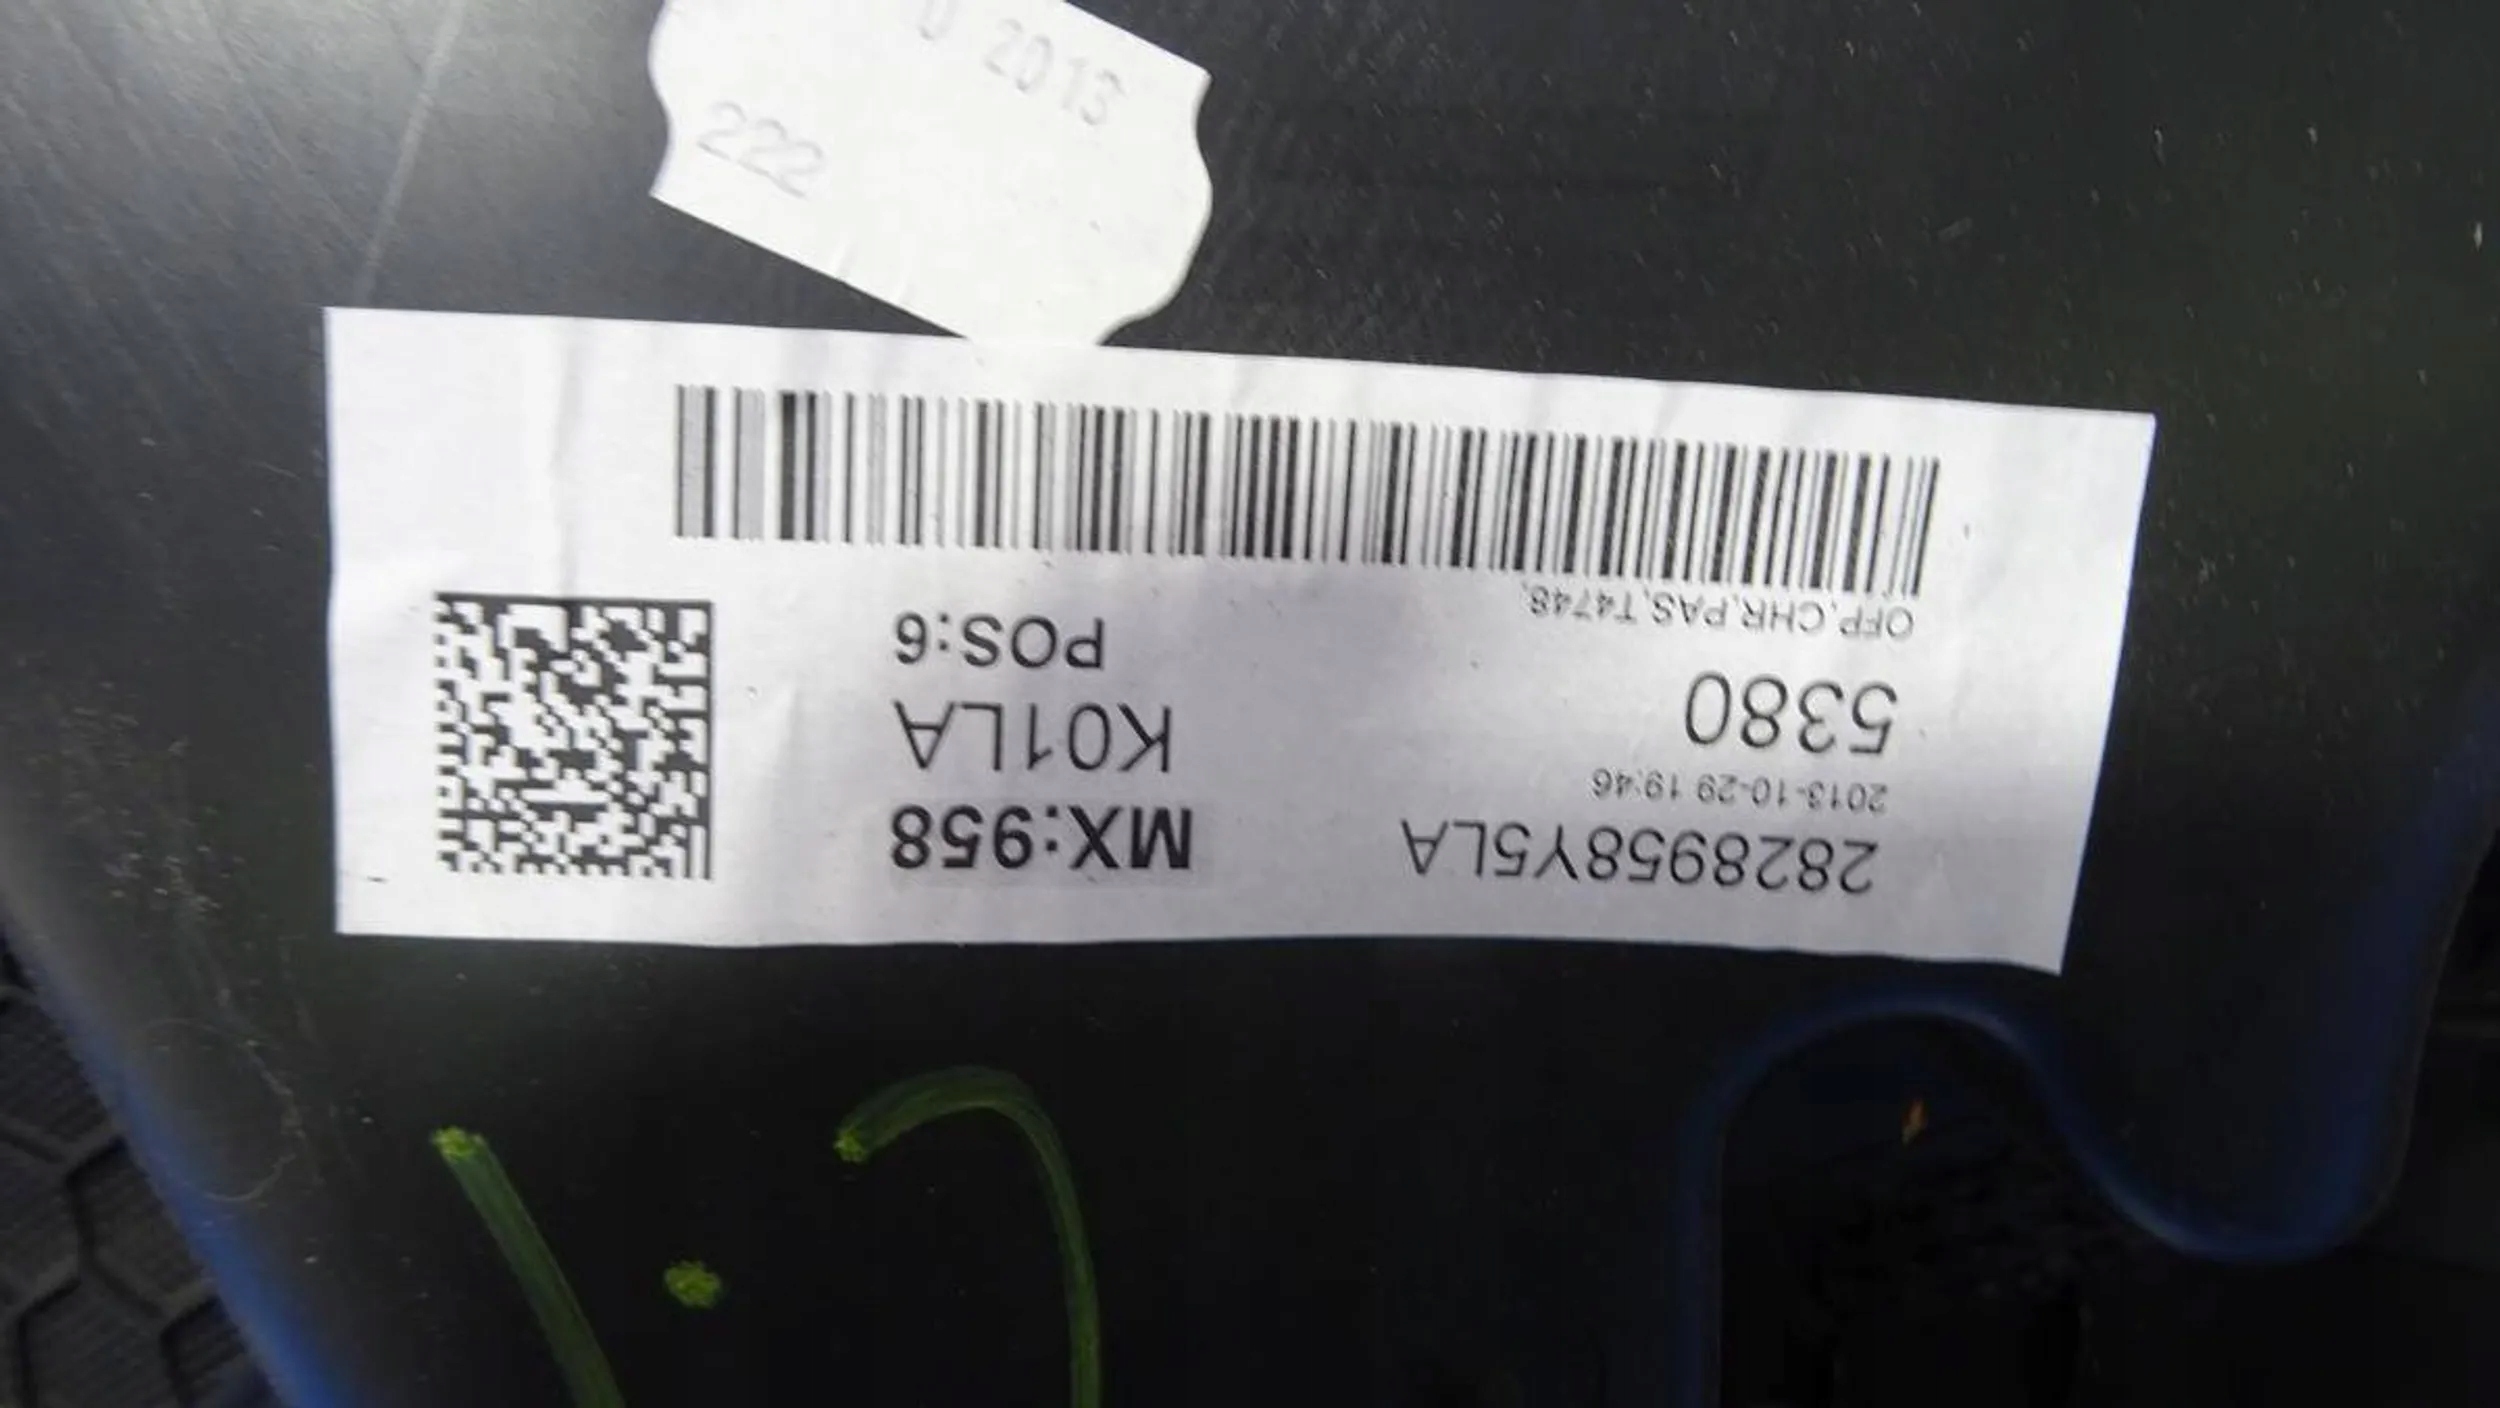 U 2013
222
2828958Y5LA
2013-10-29 19:46
5380
OFP,CHR,PAS,T4748,
MX:958
K01LA
POS:6